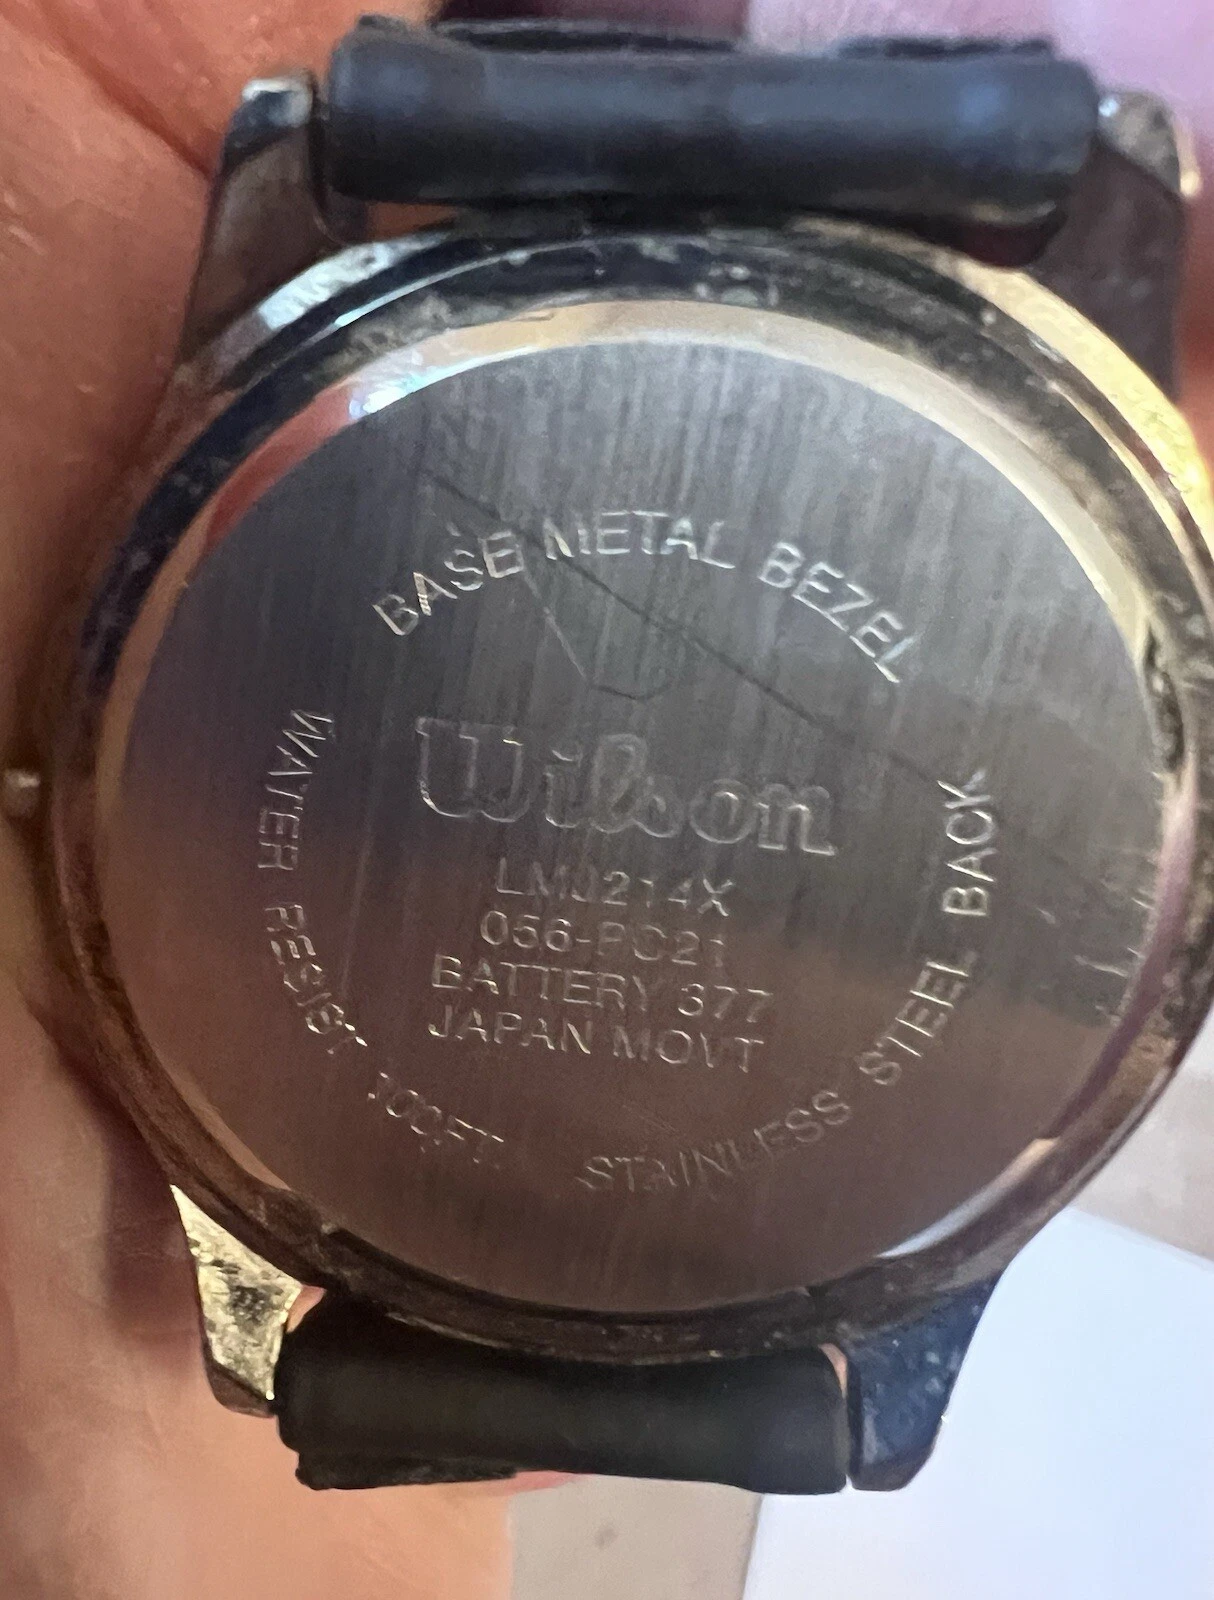 BASE METAL BEZEL
Wilson
LMJ214X
056-PC21
BATTERY 377
JAPAN MOVT
STAINLESS STEEL BACK
WATER RESIST 100FT.